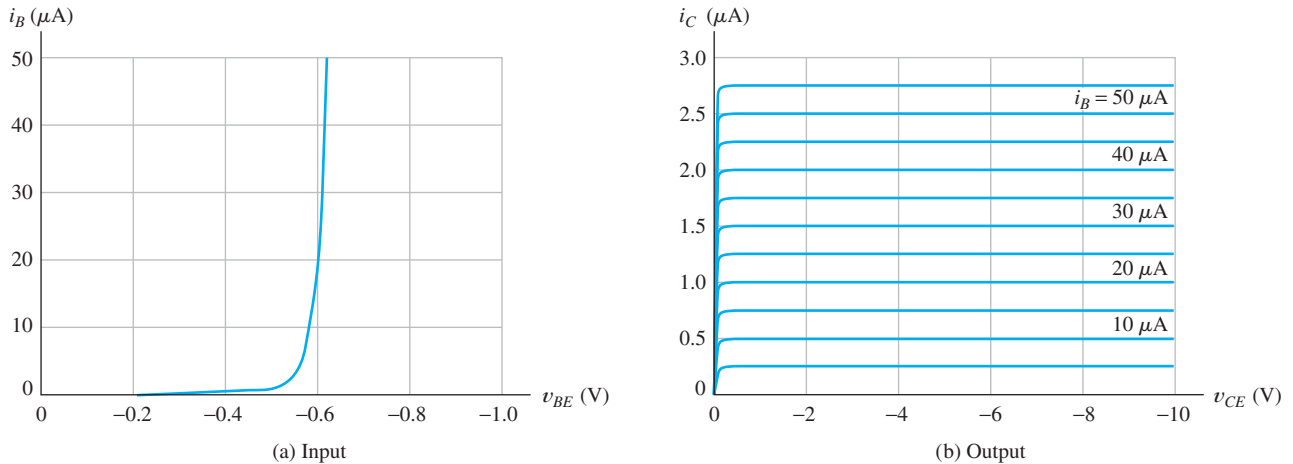 i_B (μA)
50
40
30
20
10
0
0
−0.2
−0.4
−0.6
−0.8
−1.0
v_BE (V)
(a) Input
i_C (μA)
3.0
2.5
2.0
1.5
1.0
0.5
0
i_B = 50 μA
40 μA
30 μA
20 μA
10 μA
0
−2
−4
−6
−8
−10
v_CE (V)
(b) Output